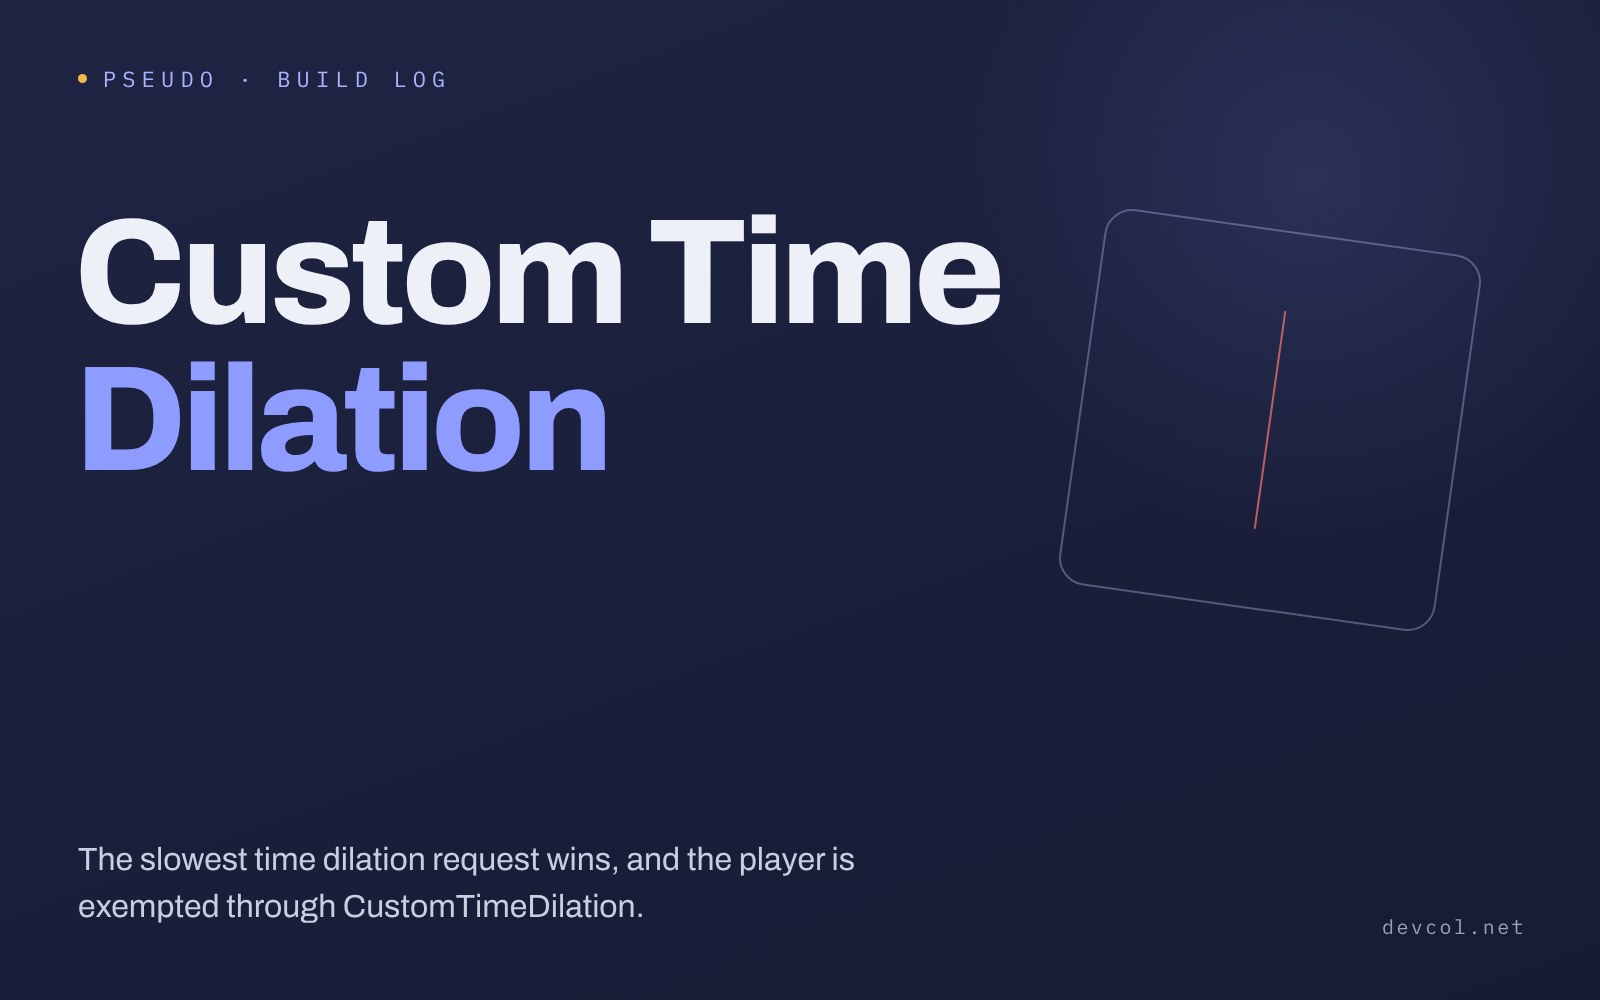 PSEUDO · BUILD LOG
Custom Time
Dilation
The slowest time dilation request wins, and the player is
exempted through CustomTimeDilation.
devcol.net